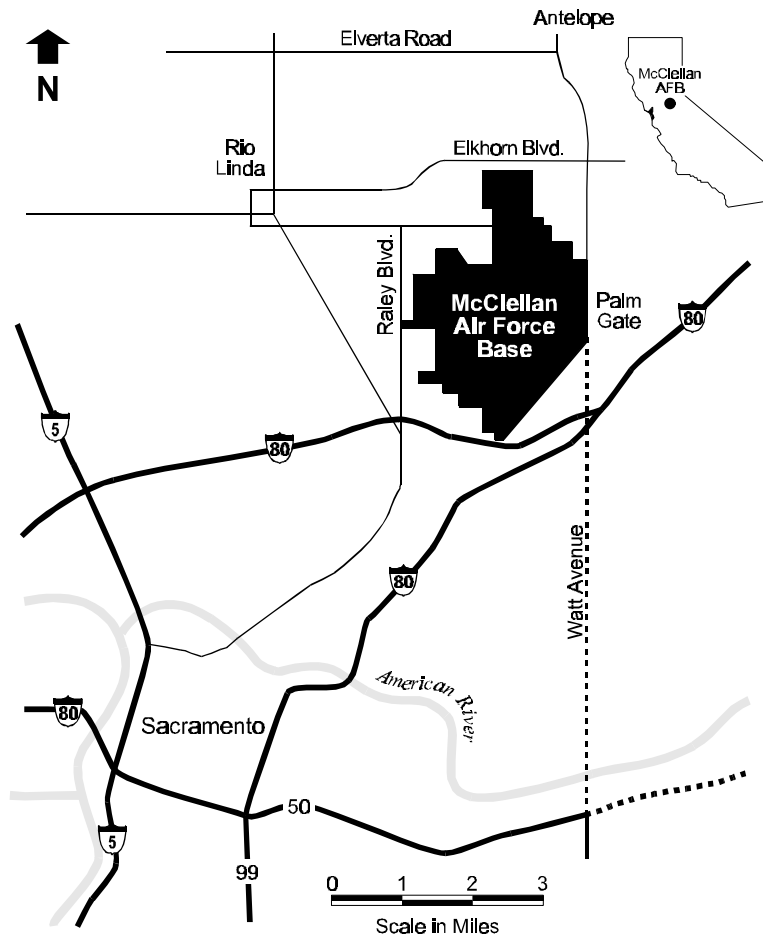 Antelope
Elverta Road
N
McClellan
AFB
Rio
Linda
Elkhorn Blvd.
Raley Blvd.
McClellan
AIr Force
Base
Palm
Gate
80
5
80
80
Watt Avenue
American River
80
Sacramento
50
5
99
0 1 2 3
Scale in Miles